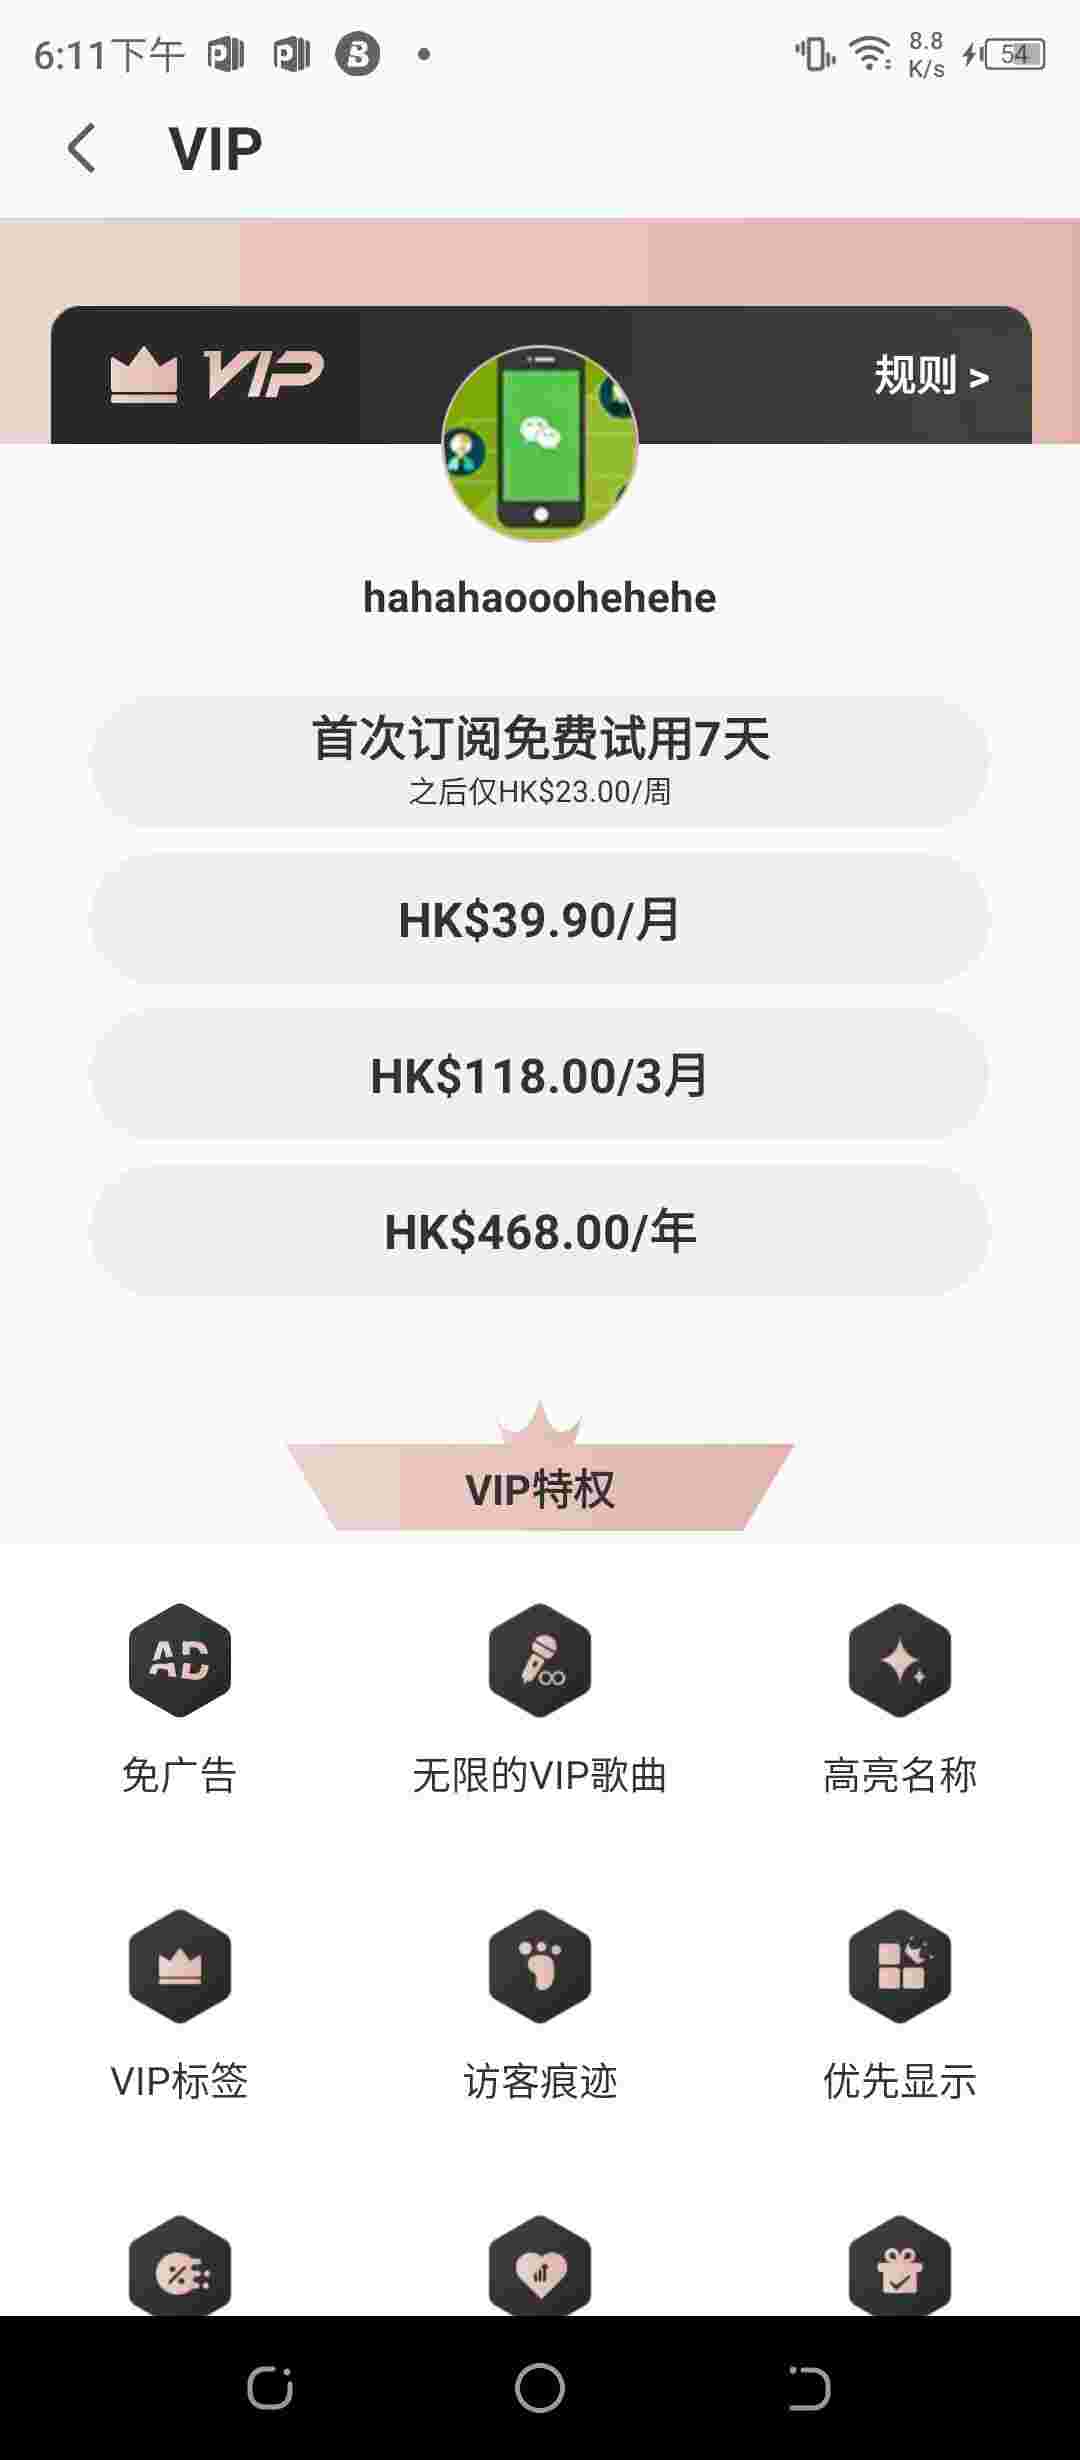 6:11下午
8.8
K/s
54
VIP
VIP
规则 >
hahahaooohehehe
首次订阅免费试用7天
之后仅HK$23.00/周
HK$39.90/月
HK$118.00/3月
HK$468.00/年
VIP特权
AD
免广告
无限的VIP歌曲
高亮名称
VIP标签
访客痕迹
优先显示